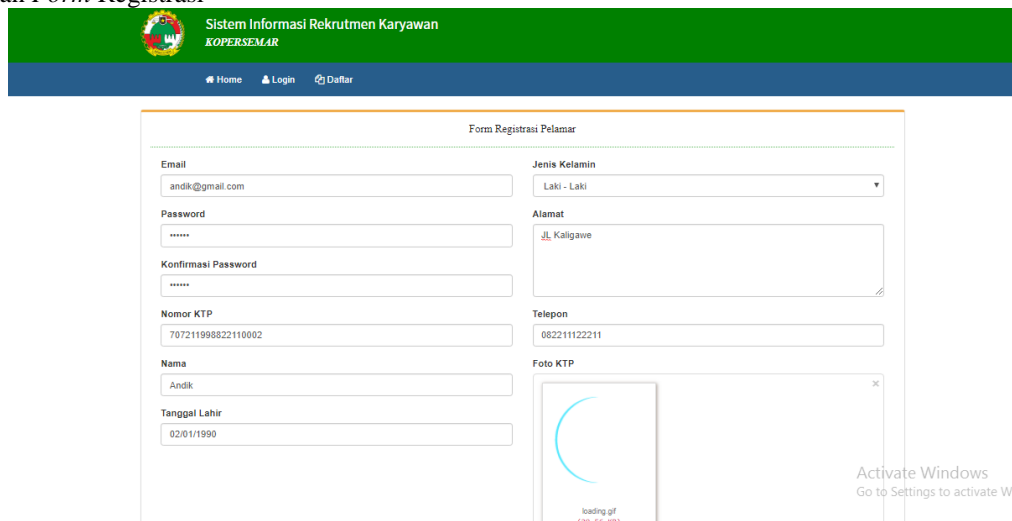 an Form Registrasi
Sistem Informasi Rekrutmen Karyawan
KOPERSEMAR
Home Login Daftar
Form Registrasi Pelamar
Email
andik@gmail.com
Password
••••••
Konfirmasi Password
••••••
Nomor KTP
707211998822110002
Nama
Andik
Tanggal Lahir
02/01/1990
Jenis Kelamin
Laki - Laki
Alamat
JL Kaligawe
Telepon
082211122211
Foto KTP
loading.gif
Activate Windows
Go to Settings to activate W